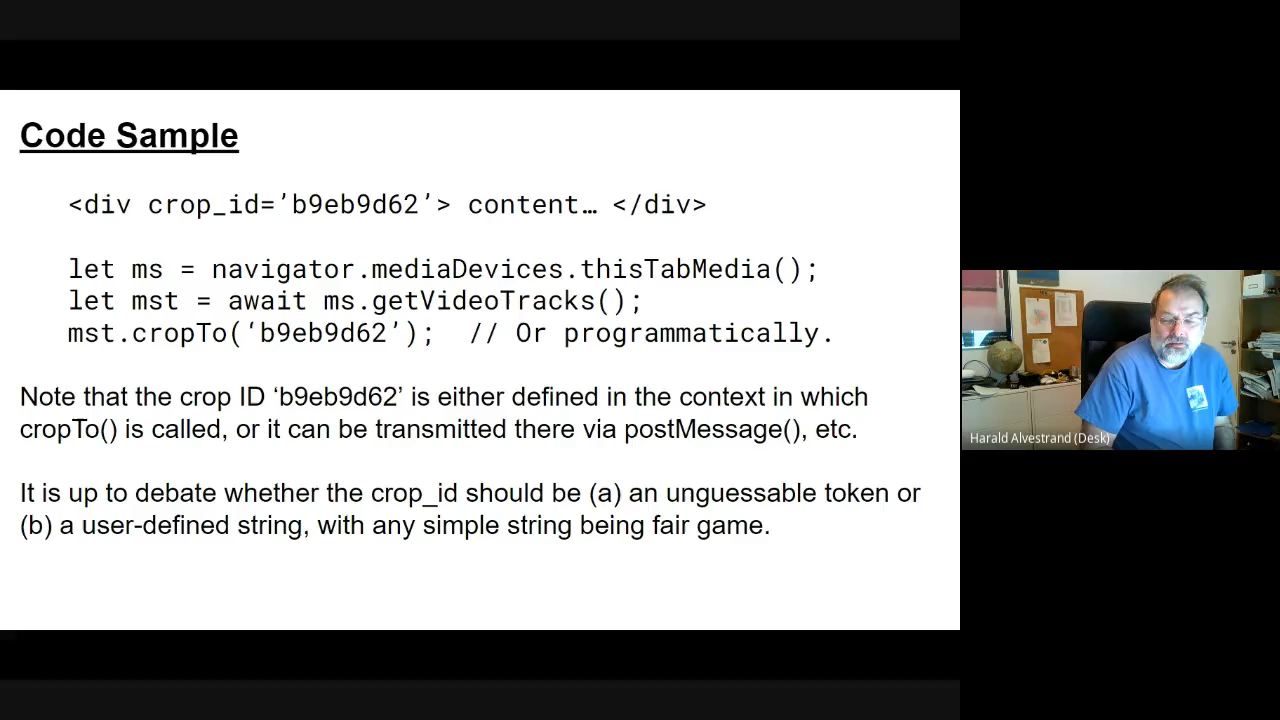 Code Sample
<div crop_id=’b9eb9d62’> content… </div>
let ms = navigator.mediaDevices.thisTabMedia();
let mst = await ms.getVideoTracks();
mst.cropTo(‘b9eb9d62’);  // Or programmatically.
Note that the crop ID ‘b9eb9d62’ is either defined in the context in which
cropTo() is called, or it can be transmitted there via postMessage(), etc.
It is up to debate whether the crop_id should be (a) an unguessable token or
(b) a user-defined string, with any simple string being fair game.
Harald Alvestrand (Desk)